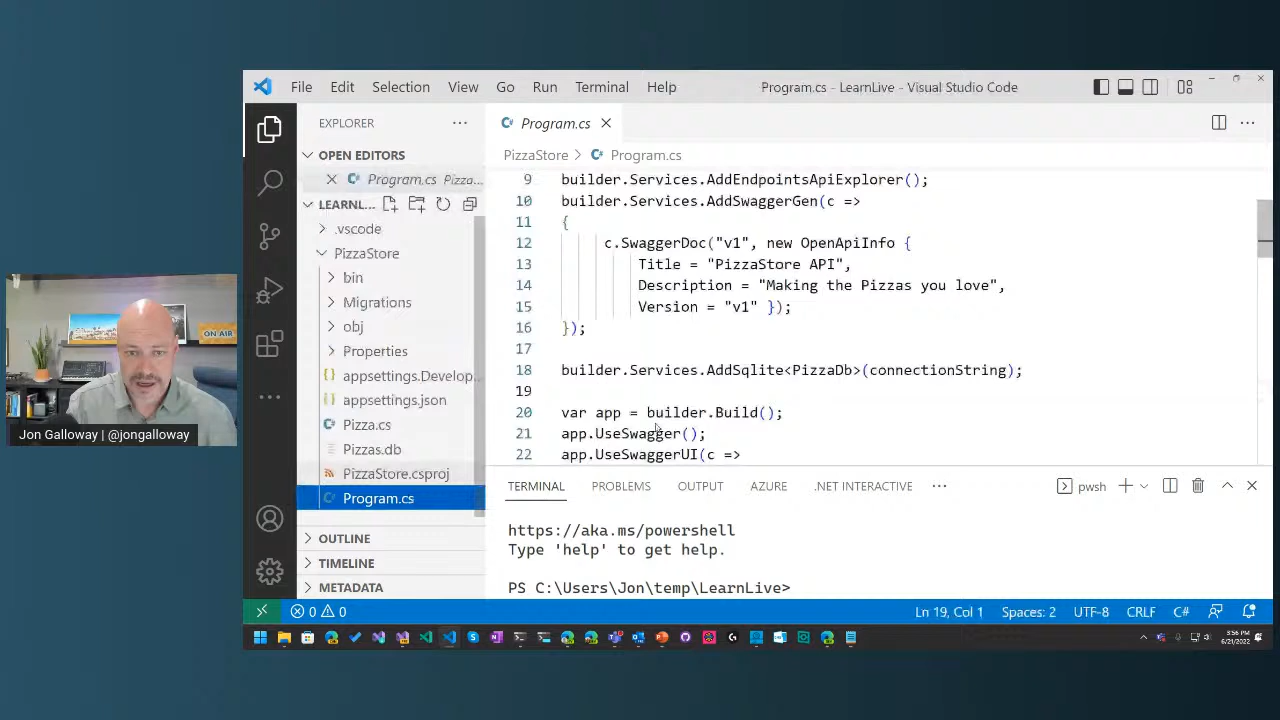 File Edit Selection View Go Run Terminal Help
Program.cs - LearnLive - Visual Studio Code
EXPLORER
OPEN EDITORS
Program.cs Pizza...
LEARNL...
.vscode
PizzaStore
bin
Migrations
obj
Properties
appsettings.Develop...
appsettings.json
Pizza.cs
Pizzas.db
PizzaStore.csproj
Program.cs
OUTLINE
TIMELINE
METADATA
Program.cs
PizzaStore > Program.cs
9 builder.Services.AddEndpointsApiExplorer();
10 builder.Services.AddSwaggerGen(c =>
11 {
12 c.SwaggerDoc("v1", new OpenApiInfo {
13 Title = "PizzaStore API",
14 Description = "Making the Pizzas you love",
15 Version = "v1" });
16 });
17
18 builder.Services.AddSqlite<PizzaDb>(connectionString);
19
20 var app = builder.Build();
21 app.UseSwagger();
22 app.UseSwaggerUI(c =>
TERMINAL PROBLEMS OUTPUT AZURE .NET INTERACTIVE
pwsh
https://aka.ms/powershell
Type 'help' to get help.
PS C:\Users\Jon\temp\LearnLive>
0 0
Ln 19, Col 1 Spaces: 2 UTF-8 CRLF C#
3:56 PM
6/21/2022
ON AIR
Jon Galloway | @jongalloway